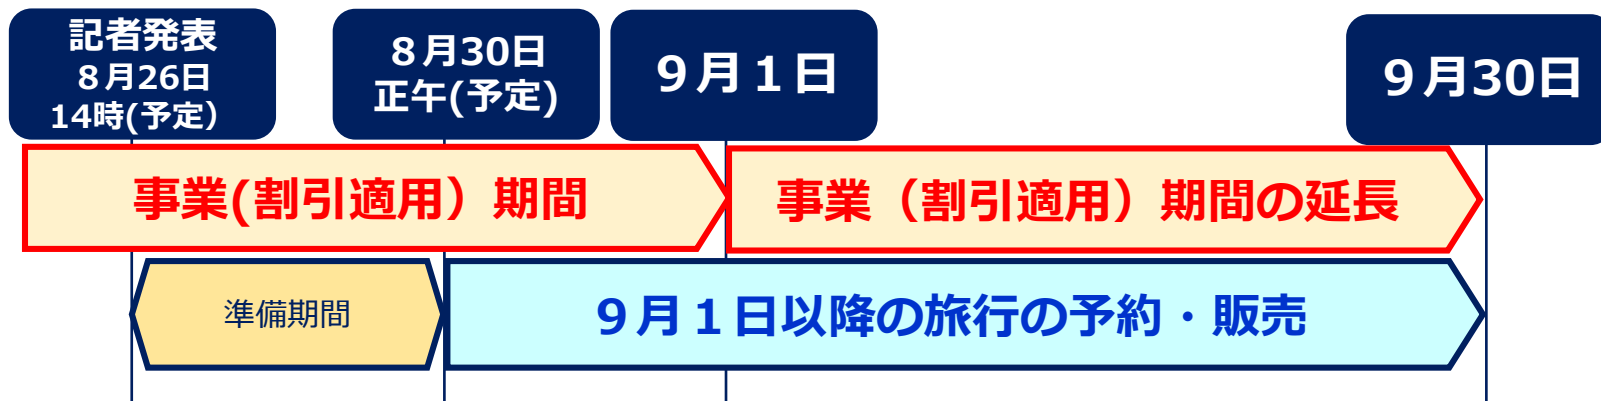 記者発表
８月26日
14時(予定）
８月30日
正午(予定)
９月１日
９月30日
事業(割引適用）期間
事業（割引適用）期間の延長
準備期間
９月１日以降の旅行の予約・販売